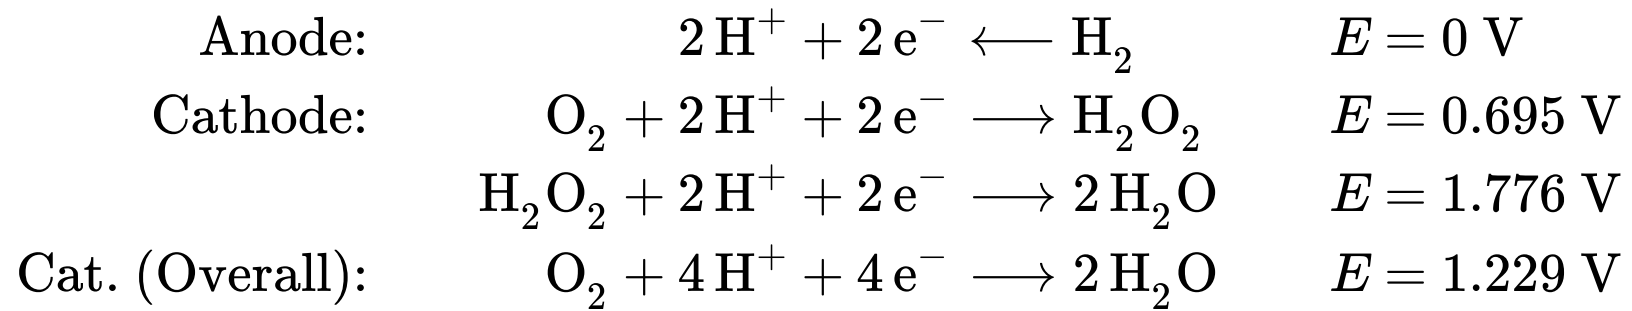 Anode: 2 H⁺ + 2 e⁻ ⟵ H₂ E = 0 V
Cathode: O₂ + 2 H⁺ + 2 e⁻ ⟶ H₂O₂ E = 0.695 V
H₂O₂ + 2 H⁺ + 2 e⁻ ⟶ 2 H₂O E = 1.776 V
Cat. (Overall): O₂ + 4 H⁺ + 4 e⁻ ⟶ 2 H₂O E = 1.229 V